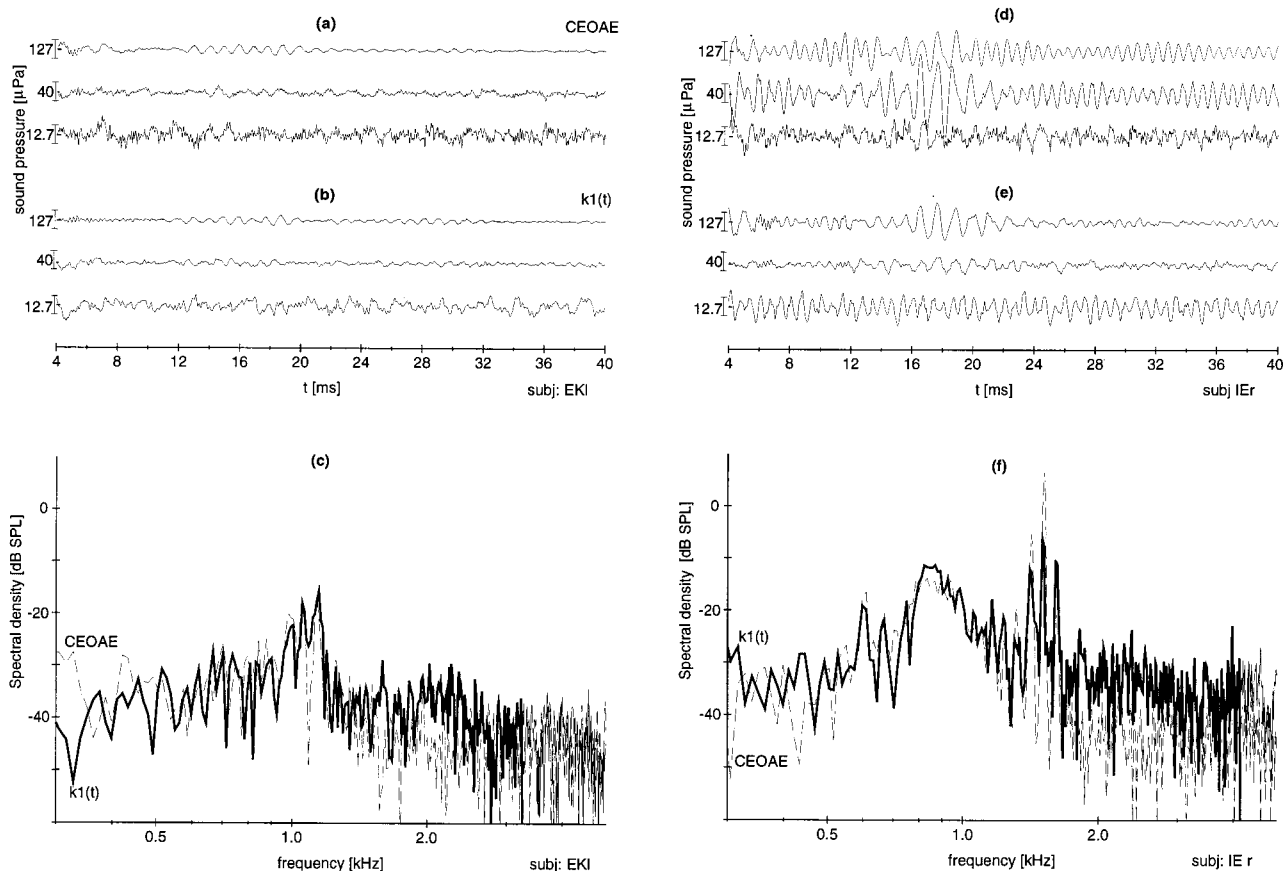 (a)
CEOAE
127
40
12.7
sound pressure [μPa]
(b)
k1(t)
127
40
12.7
4 8 12 16 20 24 28 32 36 40
t [ms]
subj: EKl
(d)
127
40
12.7
sound pressure [μPa]
(e)
127
40
12.7
4 8 12 16 20 24 28 32 36 40
t [ms]
subj IEr
(c)
0
-20
-40
Spectral density [dB SPL]
CEOAE
k1(t)
0.5 1.0 2.0
frequency [kHz]
subj: EKl
(f)
0
-20
-40
Spectral density [dB SPL]
k1(t)
CEOAE
0.5 1.0 2.0
frequency [kHz]
subj: IE r